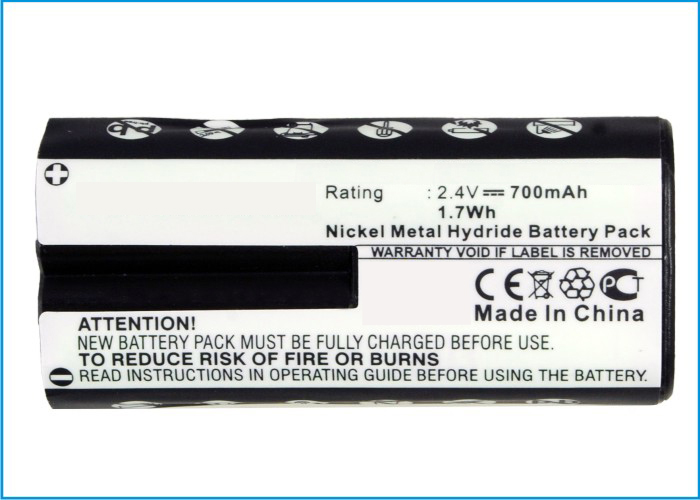 +
Rating : 2.4V⎓700mAh
1.7Wh
Nickel Metal Hydride Battery Pack
WARRANTY VOID IF LABEL IS REMOVED
CE
PCT
Made In China
ATTENTION!
NEW BATTERY PACK MUST BE FULLY CHARGED BEFORE USE.
TO REDUCE RISK OF FIRE OR BURNS
READ INSTRUCTIONS IN OPERATING GUIDE BEFORE USING THE BATTERY.
-